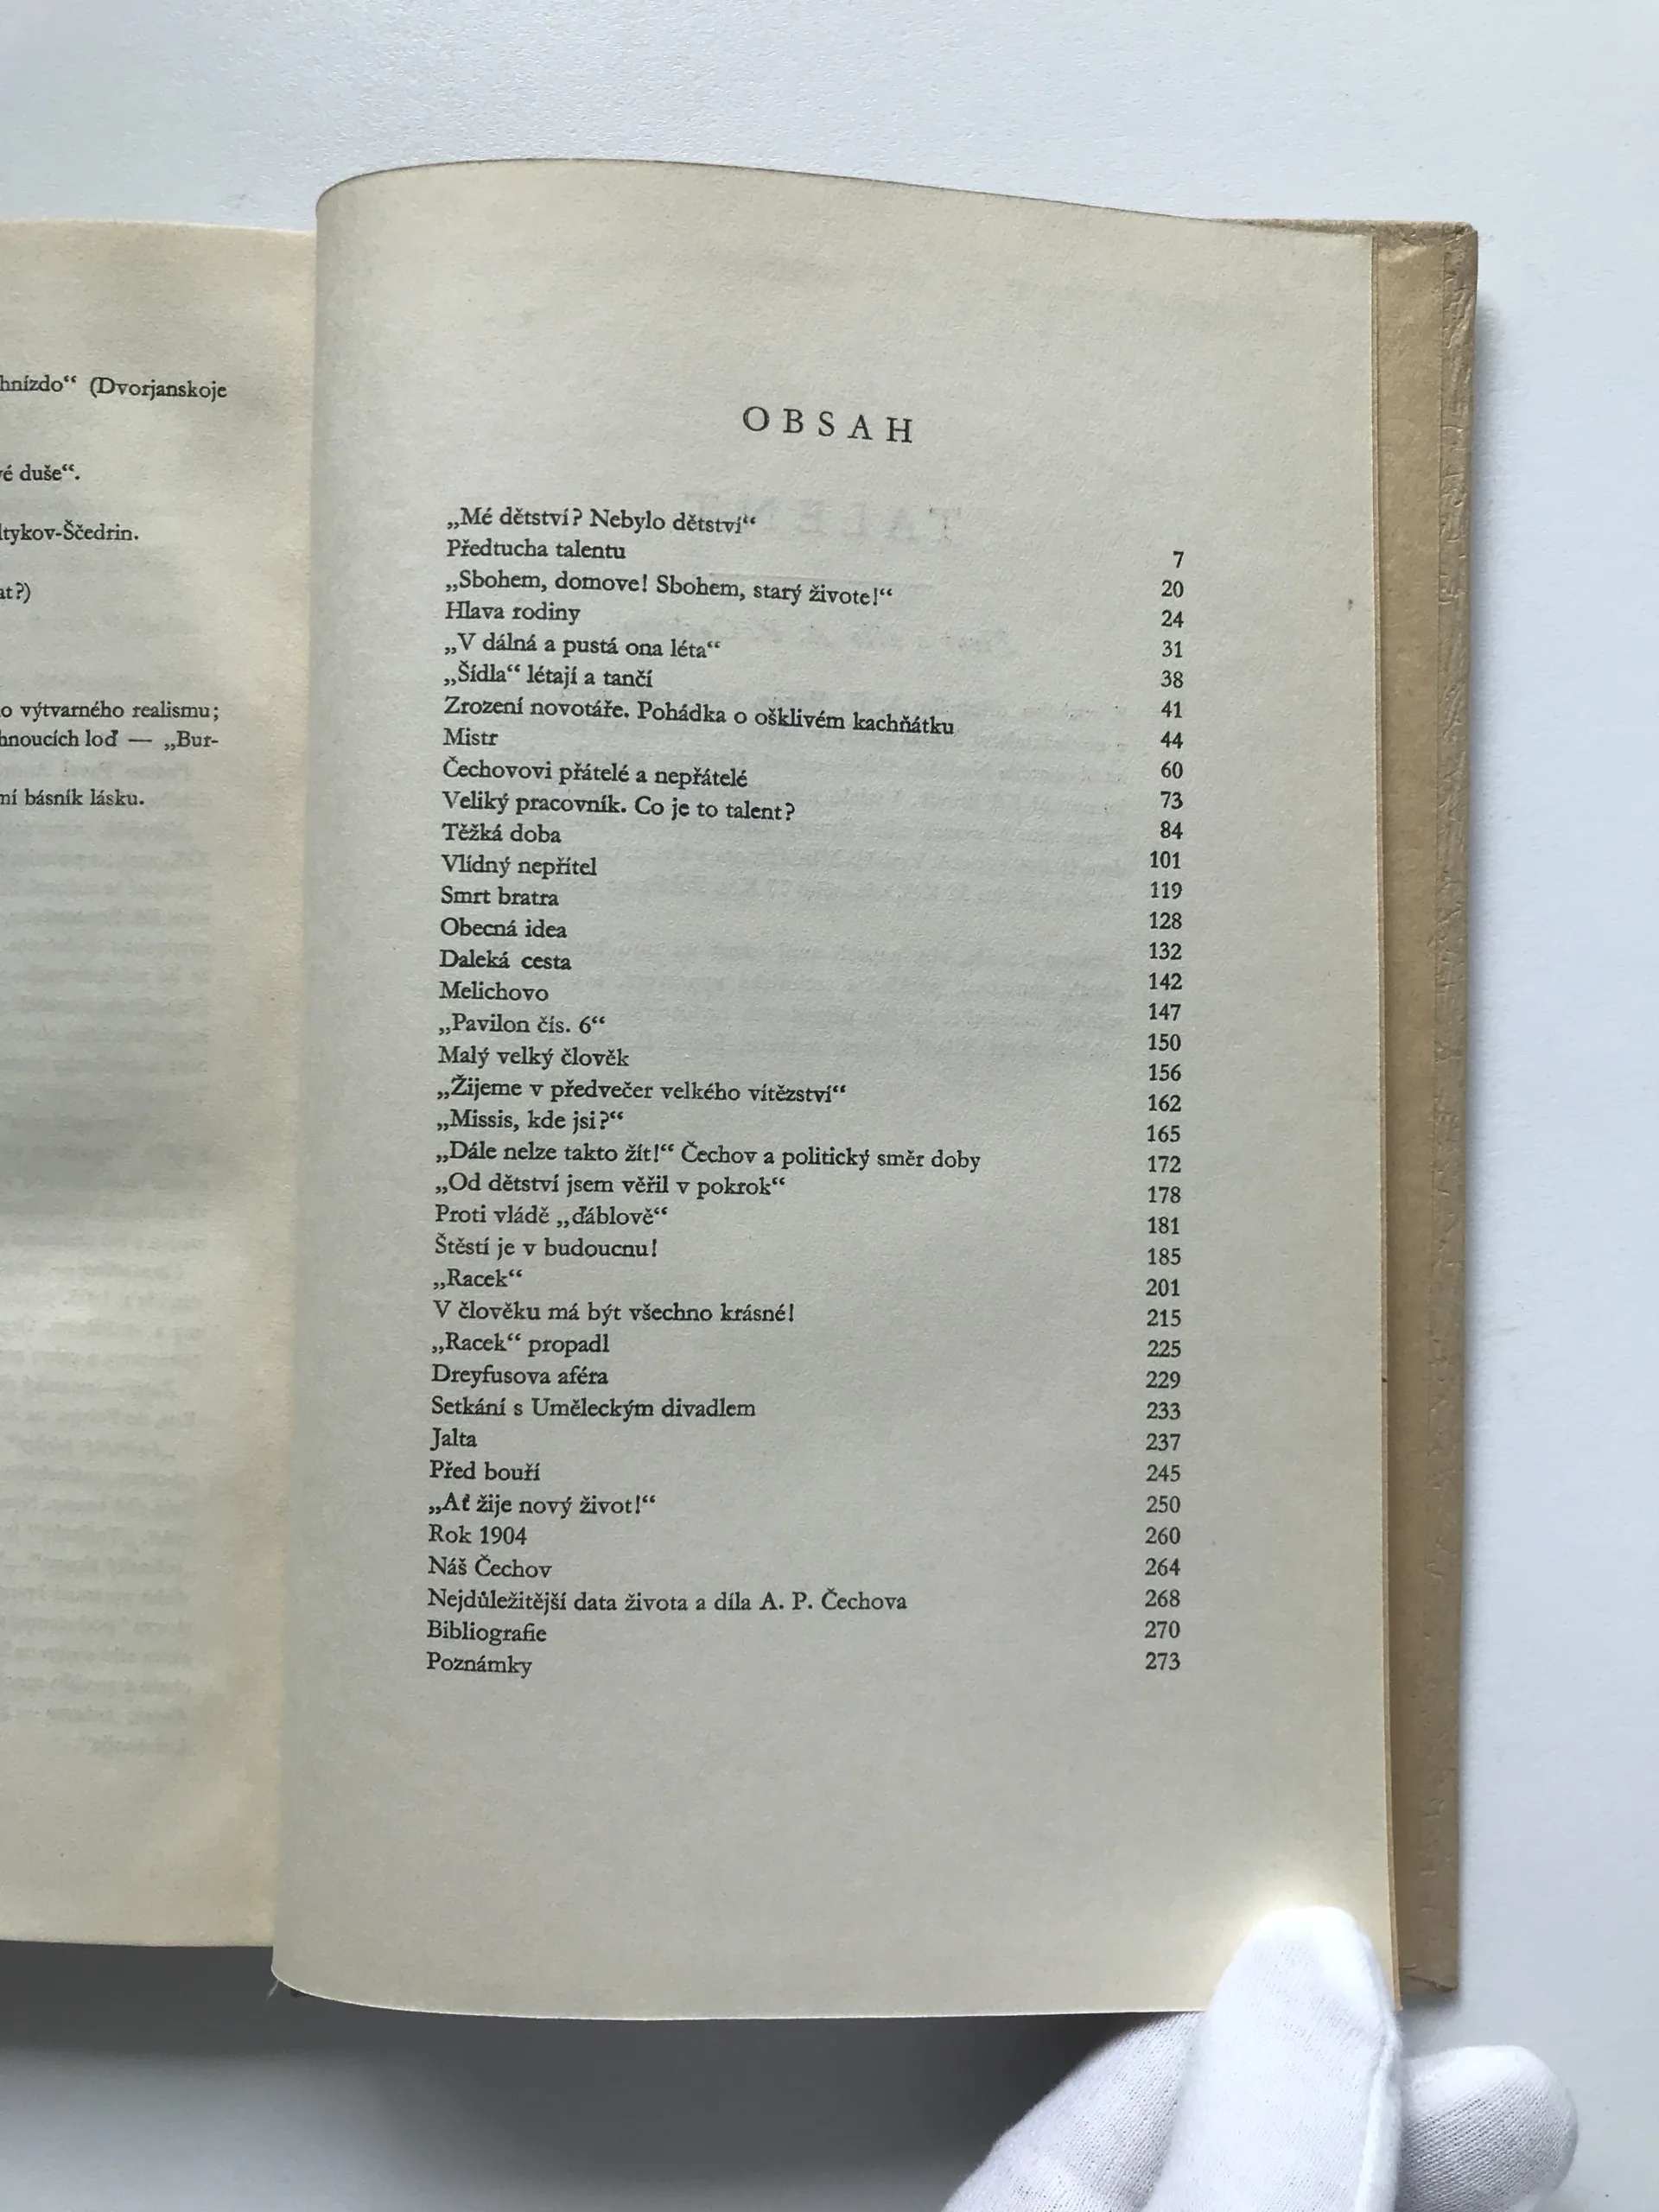 hnízdo“ (Dvorjanskoje
duše“.
ltykov-Ščedrin.
at?)
o výtvarného realismu;
hnoucích loď — „Bur-
ní básník lásku.
OBSAH
„Mé dětství? Nebylo dětství“ 7
Předtucha talentu 20
„Sbohem, domove! Sbohem, starý živote!“ 24
Hlava rodiny 31
„V dálná a pustá ona léta“ 38
„Šídla“ létají a tančí 41
Zrození novotáře. Pohádka o ošklivém kachňátku 44
Mistr 60
Čechovovi přátelé a nepřátelé 73
Veliký pracovník. Co je to talent? 84
Těžká doba 101
Vlídný nepřítel 119
Smrt bratra 128
Obecná idea 132
Daleká cesta 142
Melichovo 147
„Pavilon čís. 6“ 150
Malý velký člověk 156
„Žijeme v předvečer velkého vítězství“ 162
„Missis, kde jsi?“ 165
„Dále nelze takto žít!“ Čechov a politický směr doby 172
„Od dětství jsem věřil v pokrok“ 178
Proti vládě „ďáblově“ 181
Štěstí je v budoucnu! 185
„Racek“ 201
V člověku má být všechno krásné! 215
„Racek“ propadl 225
Dreyfusova aféra 229
Setkání s Uměleckým divadlem 233
Jalta 237
Před bouří 245
„Ať žije nový život!“ 250
Rok 1904 260
Náš Čechov 264
Nejdůležitější data života a díla A. P. Čechova 268
Bibliografie 270
Poznámky 273